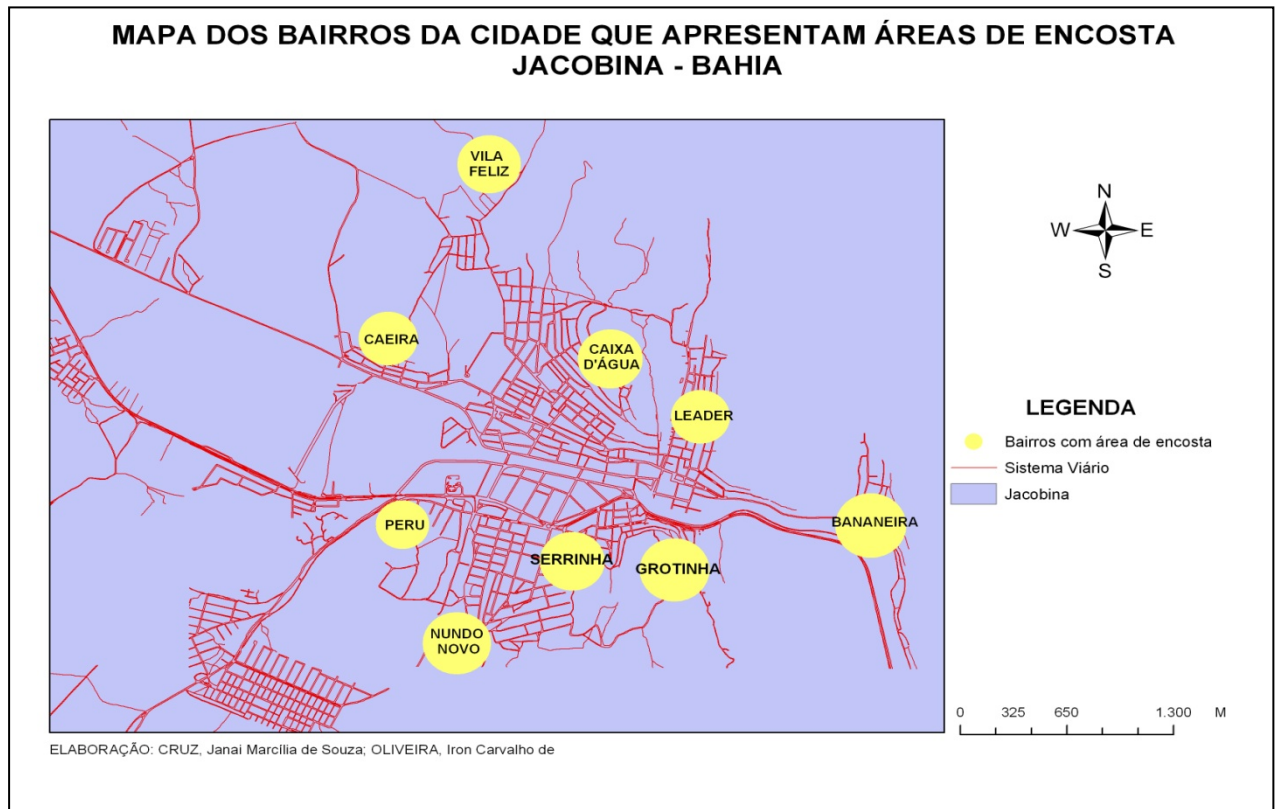 MAPA DOS BAIRROS DA CIDADE QUE APRESENTAM ÁREAS DE ENCOSTA
JACOBINA - BAHIA
VILA
FELIZ
CAEIRA
CAIXA
D'ÁGUA
LEADER
BANANEIRA
PERU
SERRINHA
GROTINHA
NUNDO
NOVO
N
W E
S
LEGENDA
Bairros com área de encosta
Sistema Viário
Jacobina
0 325 650 1.300 M
ELABORAÇÃO: CRUZ, Janai Marcília de Souza; OLIVEIRA, Iron Carvalho de